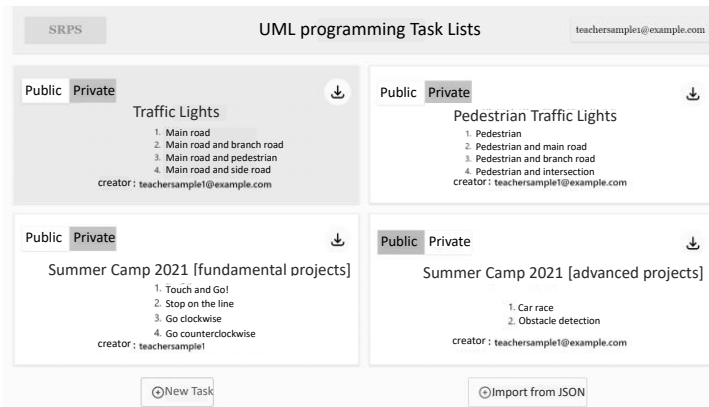 SRPS
UML programming Task Lists
teachersample1@example.com
Public Private
Traffic Lights
1. Main road
2. Main road and branch road
3. Main road and pedestrian
4. Main road and side road
creator : teachersample1@example.com
Public Private
Pedestrian Traffic Lights
1. Pedestrian
2. Pedestrian and main road
3. Pedestrian and branch road
4. Pedestrian and intersection
creator : teachersample1@example.com
Public Private
Summer Camp 2021 [fundamental projects]
1. Touch and Go!
2. Stop on the line
3. Go clockwise
4. Go counterclockwise
creator : teachersample1
Public Private
Summer Camp 2021 [advanced projects]
1. Car race
2. Obstacle detection
creator : teachersample1@example.com
New Task
Import from JSON